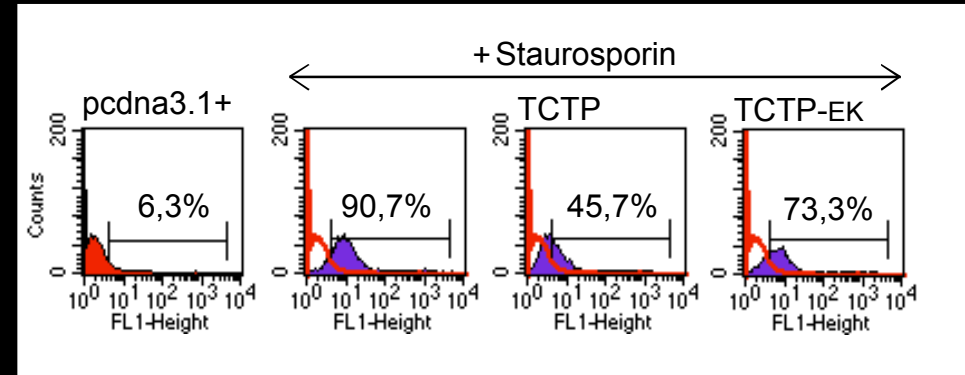 + Staurosporin
pcdna3.1+
TCTP
TCTP-EK
200
Counts
0
6,3%
10^0 10^1 10^2 10^3 10^4
FL1-Height
200
0
90,7%
10^0 10^1 10^2 10^3 10^4
FL1-Height
200
0
45,7%
10^0 10^1 10^2 10^3 10^4
FL1-Height
200
0
73,3%
10^0 10^1 10^2 10^3 10^4
FL1-Height